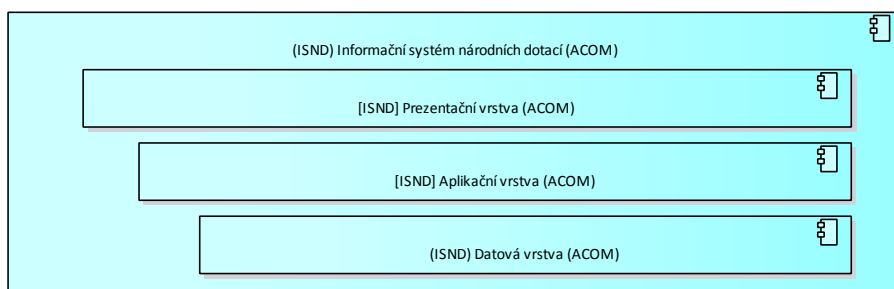 (ISND) Informační systém národních dotací (ACOM)
[ISND] Prezentační vrstva (ACOM)
[ISND] Aplikační vrstva (ACOM)
(ISND) Datová vrstva (ACOM)